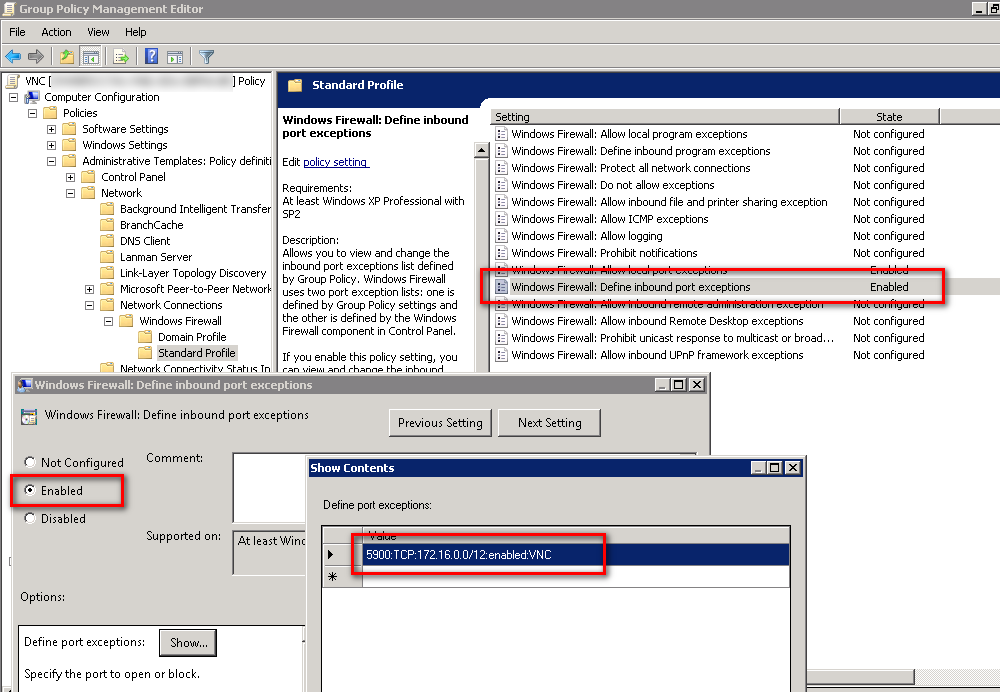 Group Policy Management Editor
File Action View Help
VNC [ ] Policy
Computer Configuration
Policies
Software Settings
Windows Settings
Administrative Templates: Policy definiti
Control Panel
Network
Background Intelligent Transfer
BranchCache
DNS Client
Lanman Server
Link-Layer Topology Discovery
Microsoft Peer-to-Peer Network
Network Connections
Windows Firewall
Domain Profile
Standard Profile
Network Connectivity Status In
Standard Profile
Windows Firewall: Define inbound
port exceptions
Edit policy setting
Requirements:
At least Windows XP Professional with
SP2
Description:
Allows you to view and change the
inbound port exceptions list defined
by Group Policy. Windows Firewall
uses two port exception lists: one is
defined by Group Policy settings and
the other is defined by the Windows
Firewall component in Control Panel.
If you enable this policy setting, you
can view and change the inbound
Setting State
Windows Firewall: Allow local program exceptions Not configured
Windows Firewall: Define inbound program exceptions Not configured
Windows Firewall: Protect all network connections Not configured
Windows Firewall: Do not allow exceptions Not configured
Windows Firewall: Allow inbound file and printer sharing exception Not configured
Windows Firewall: Allow ICMP exceptions Not configured
Windows Firewall: Allow logging Not configured
Windows Firewall: Prohibit notifications Not configured
Windows Firewall: Allow local port exceptions Enabled
Windows Firewall: Define inbound port exceptions Enabled
Windows Firewall: Allow inbound remote administration exception Not configured
Windows Firewall: Allow inbound Remote Desktop exceptions Not configured
Windows Firewall: Prohibit unicast response to multicast or broad... Not configured
Windows Firewall: Allow inbound UPnP framework exceptions Not configured
Windows Firewall: Define inbound port exceptions
Windows Firewall: Define inbound port exceptions
Previous Setting Next Setting
Not Configured
Enabled
Disabled
Comment:
Supported on:
At least Wind
Options:
Define port exceptions: Show...
Specify the port to open or block.
Show Contents
Define port exceptions:
Value
5900:TCP:172.16.0.0/12:enabled:VNC